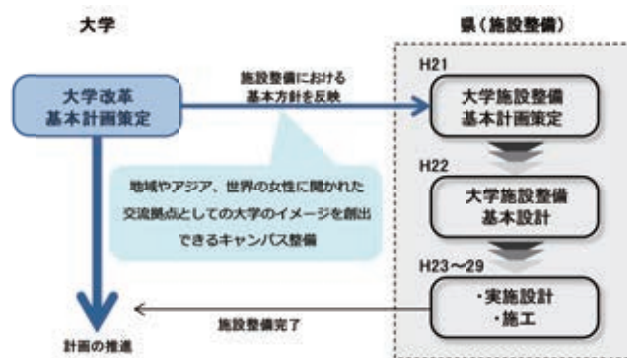 大学
県（施設整備）
大学改革
基本計画策定
施設整備における
基本方針を反映
H21
大学施設整備
基本計画策定
地域やアジア、世界の女性に開かれた
交流拠点としての大学のイメージを創出
できるキャンパス整備
H22
大学施設整備
基本設計
H23～29
・実施設計
・施工
施設整備完了
計画の推進